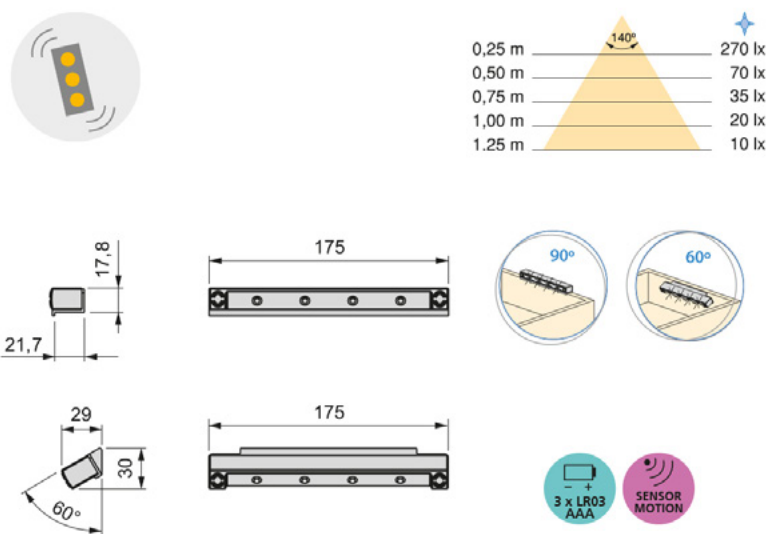 140º
0,25 m 270 lx
0,50 m 70 lx
0,75 m 35 lx
1,00 m 20 lx
1.25 m 10 lx
17,8
21,7
175
90º
60º
29
30
60º
175
3 x LR03
AAA
SENSOR
MOTION